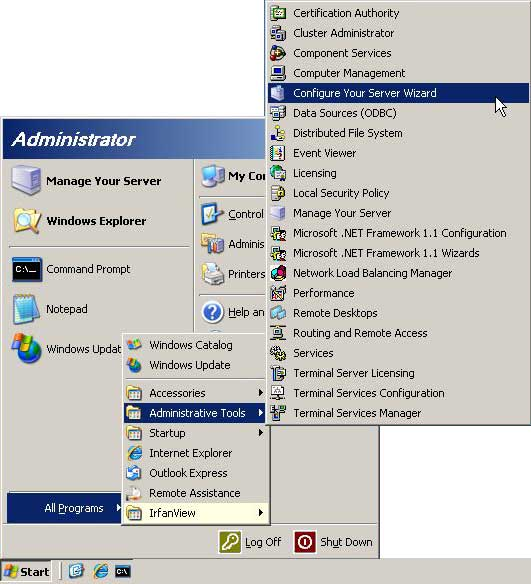 Certification Authority
Cluster Administrator
Component Services
Computer Management
Configure Your Server Wizard
Data Sources (ODBC)
Distributed File System
Event Viewer
Licensing
Local Security Policy
Manage Your Server
Microsoft .NET Framework 1.1 Configuration
Microsoft .NET Framework 1.1 Wizards
Network Load Balancing Manager
Performance
Remote Desktops
Routing and Remote Access
Services
Terminal Server Licensing
Terminal Services Configuration
Terminal Services Manager
Administrator
Manage Your Server
Windows Explorer
Command Prompt
Notepad
Windows Updat
My Co
Control
Adminis
Printers
Help an
Windows Catalog
Windows Update
Accessories
Administrative Tools
Startup
Internet Explorer
Outlook Express
Remote Assistance
IrfanView
All Programs
Log Off
Shut Down
Start